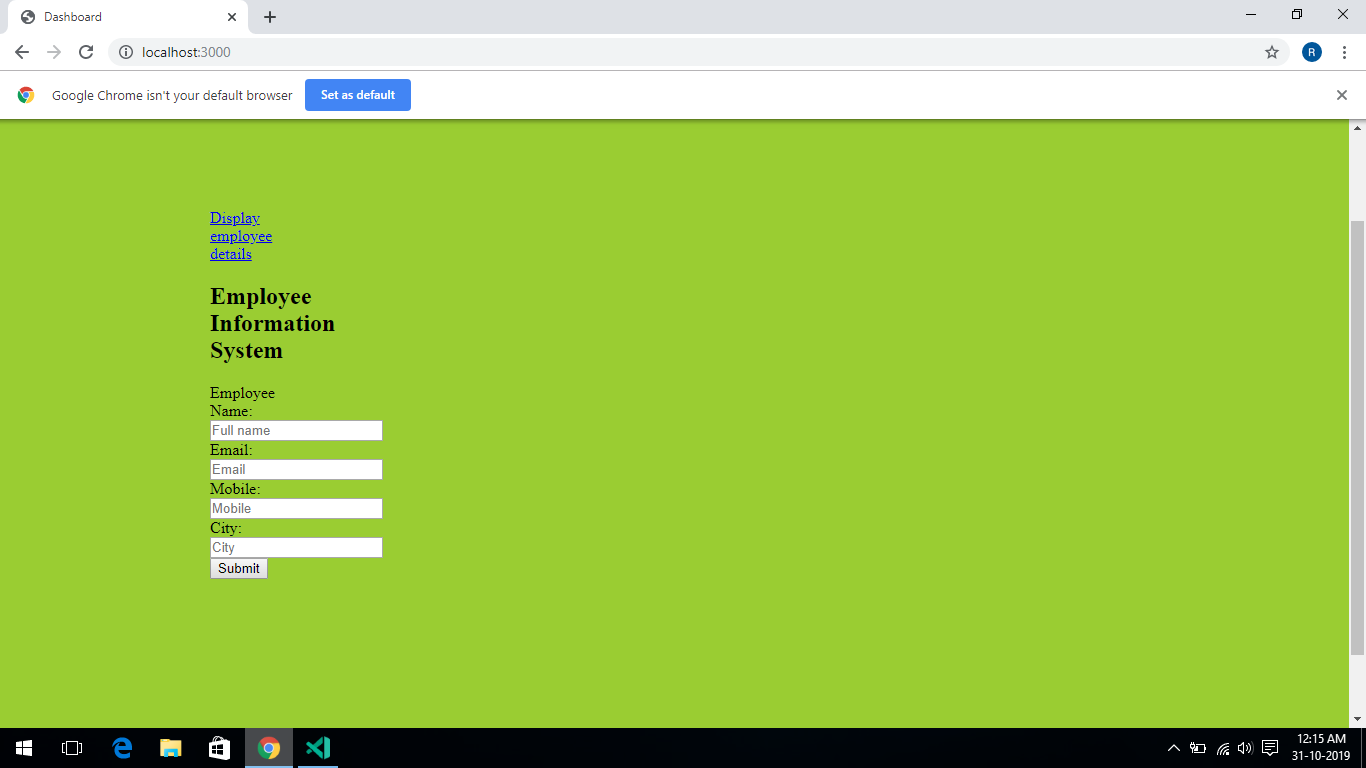 Dashboard
localhost:3000
R
Google Chrome isn't your default browser
Set as default
Display
employee
details
Employee
Information
System
Employee
Name:
Full name
Email:
Email
Mobile:
Mobile
City:
City
Submit
12:15 AM
31-10-2019